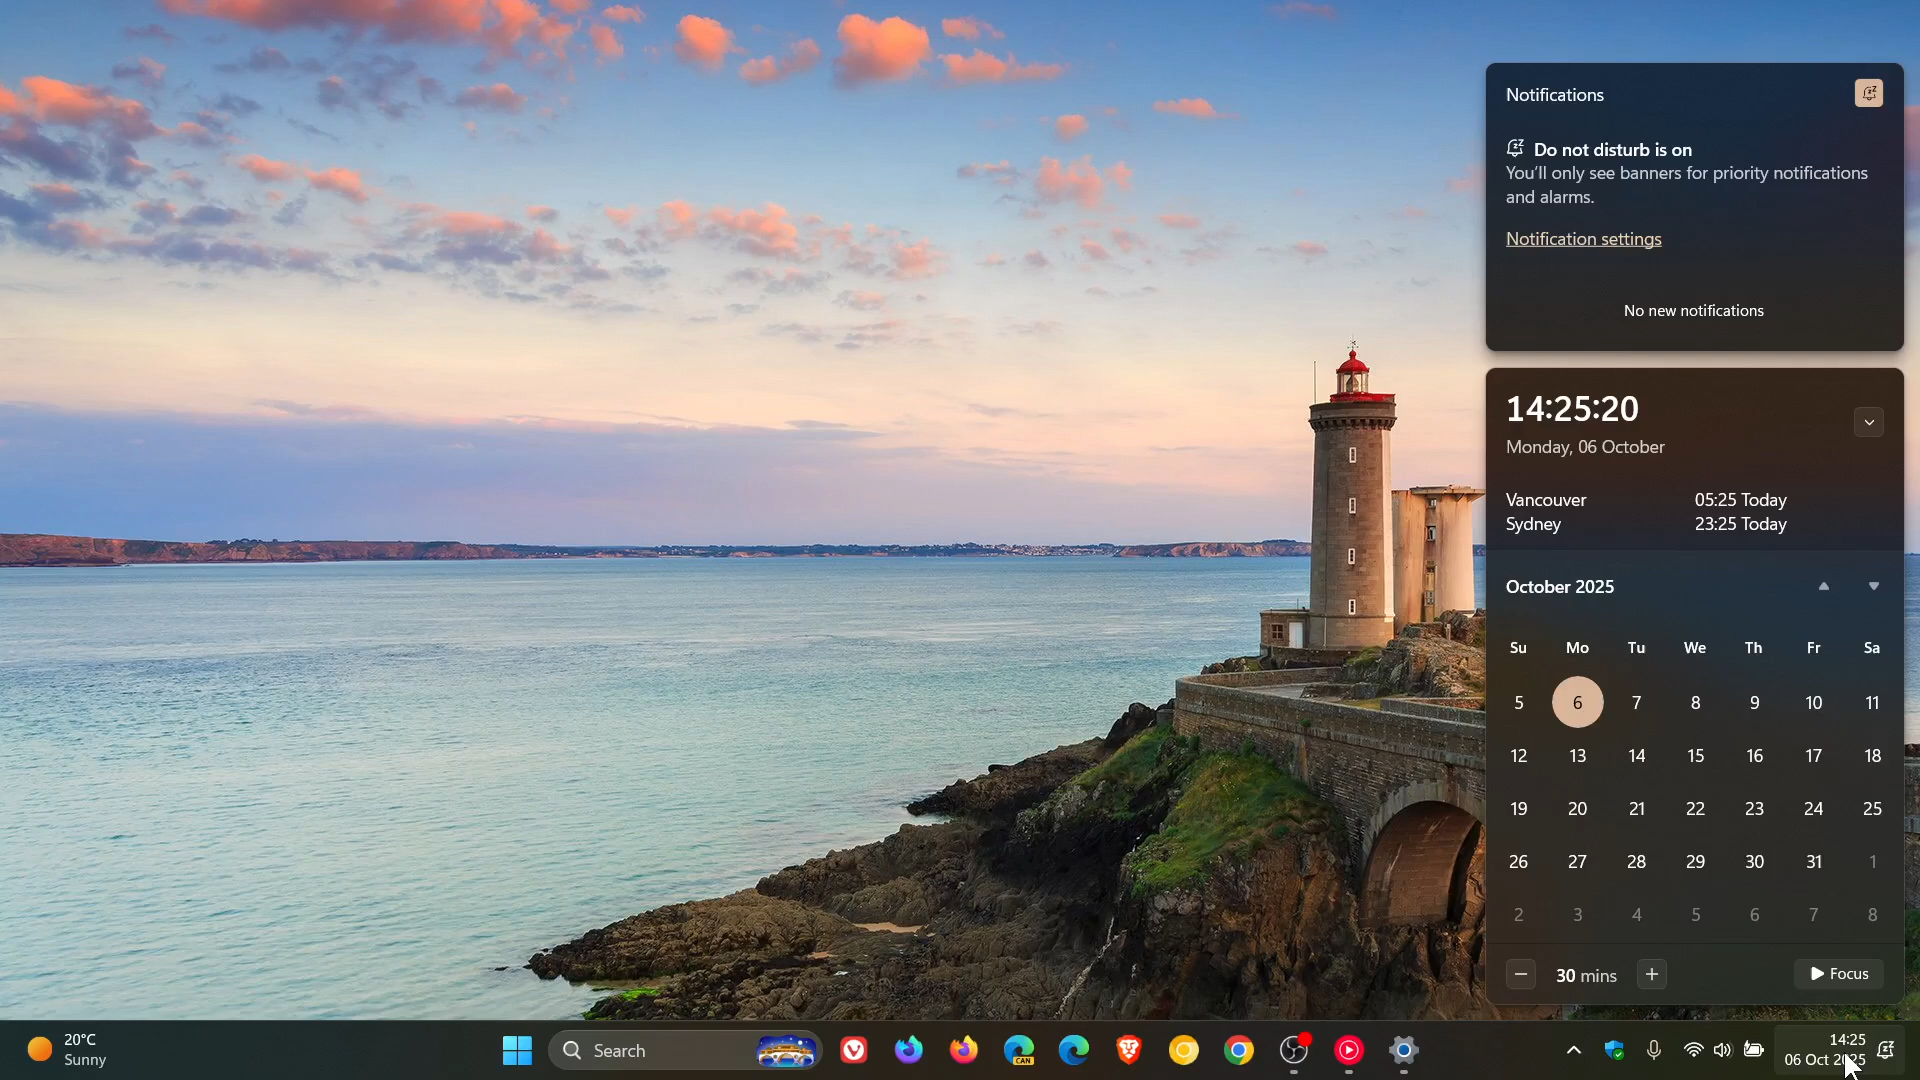 Notifications
Do not disturb is on
You'll only see banners for priority notifications
and alarms.
Notification settings
No new notifications
14:25:20
Monday, 06 October
Vancouver 05:25 Today
Sydney 23:25 Today
October 2025
Su Mo Tu We Th Fr Sa
5 6 7 8 9 10 11
12 13 14 15 16 17 18
19 20 21 22 23 24 25
26 27 28 29 30 31 1
2 3 4 5 6 7 8
30 mins
Focus
20°C
Sunny
Search
CAN
14:25
06 Oct 2025